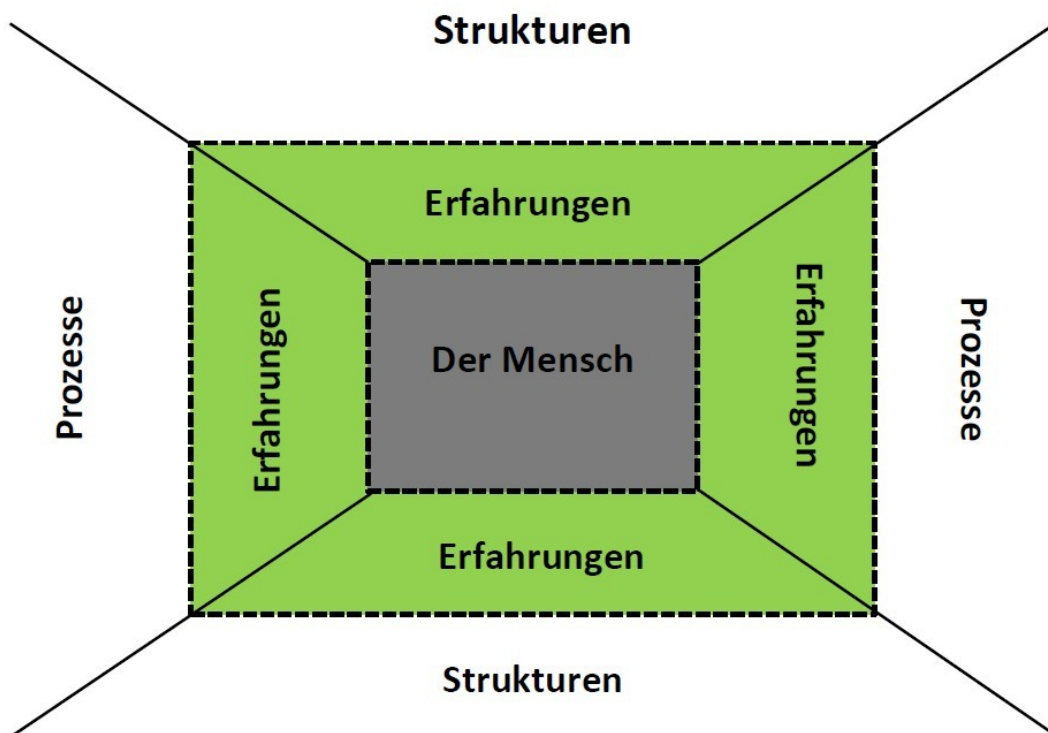 Strukturen
Erfahrungen
Prozesse
Erfahrungen
Der Mensch
Erfahrungen
Prozesse
Erfahrungen
Strukturen